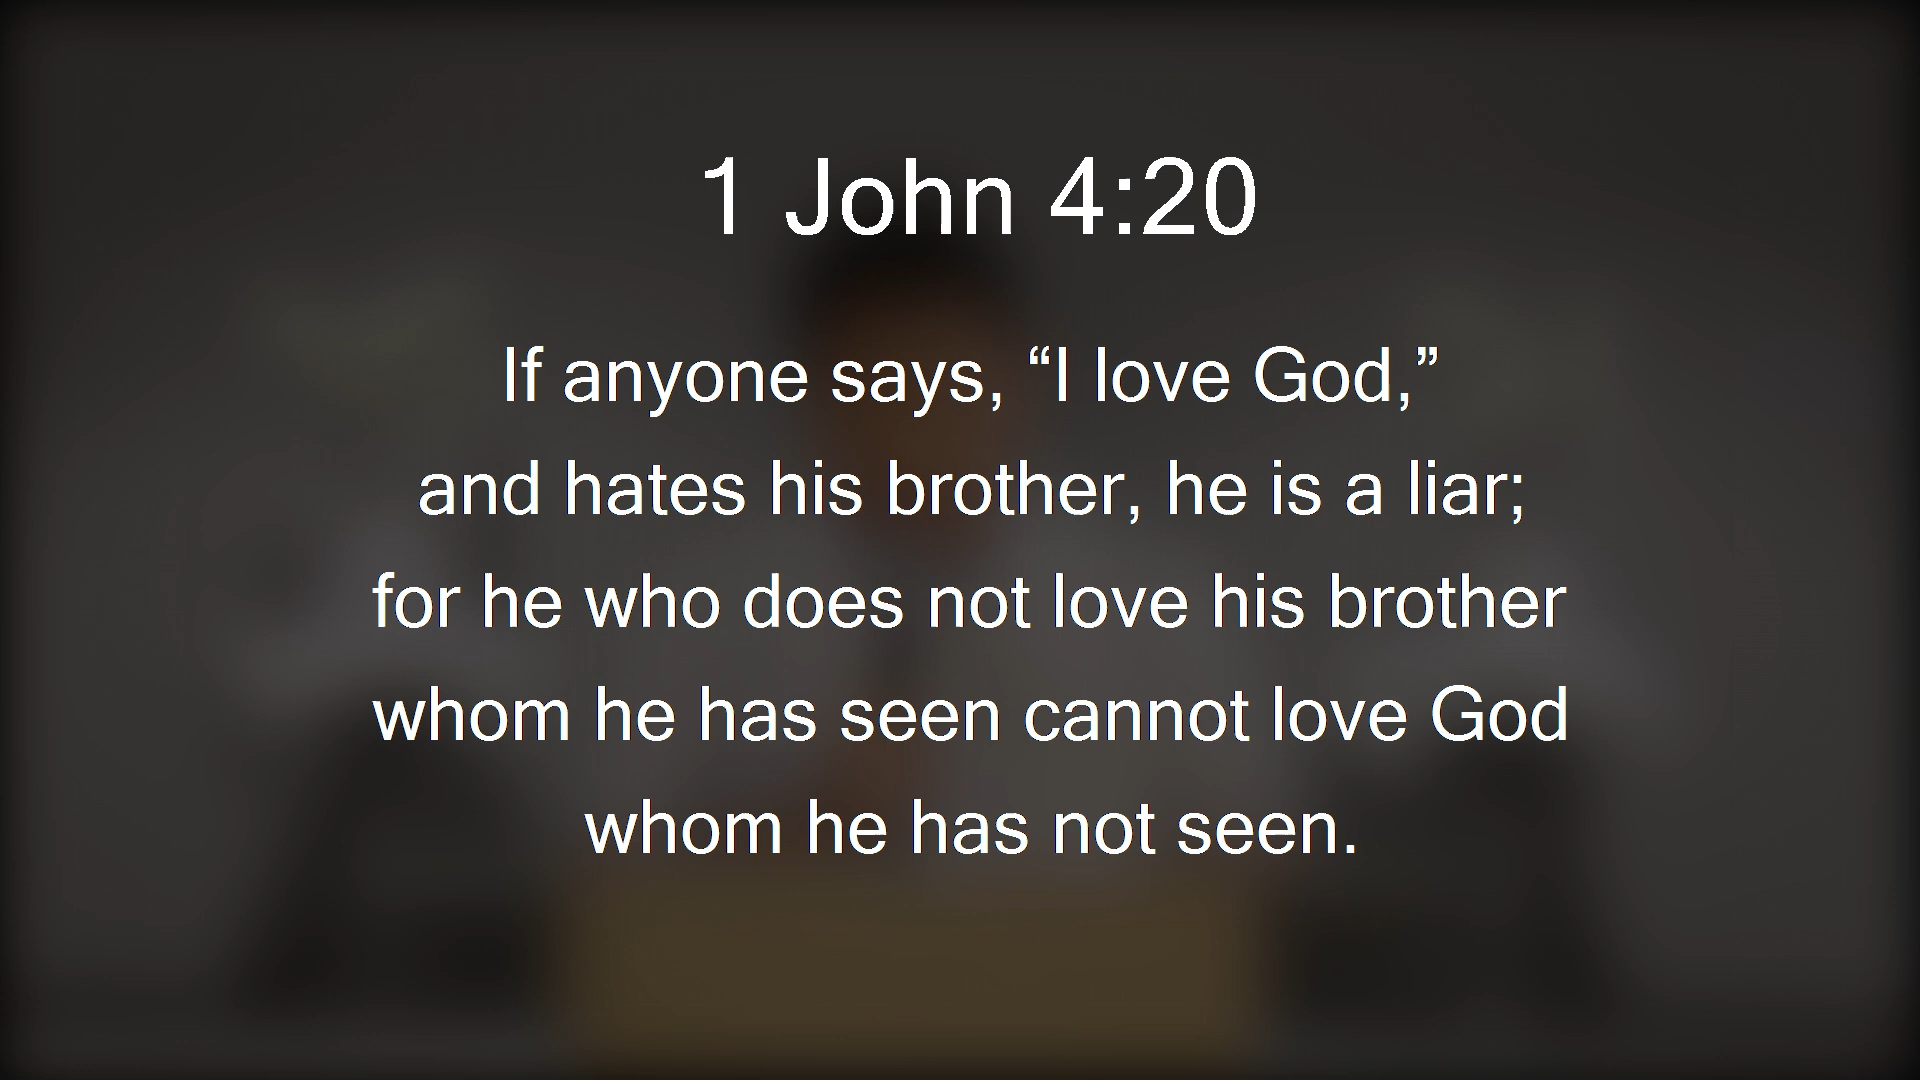 1 John 4:20
If anyone says, “I love God,”
and hates his brother, he is a liar;
for he who does not love his brother
whom he has seen cannot love God
whom he has not seen.